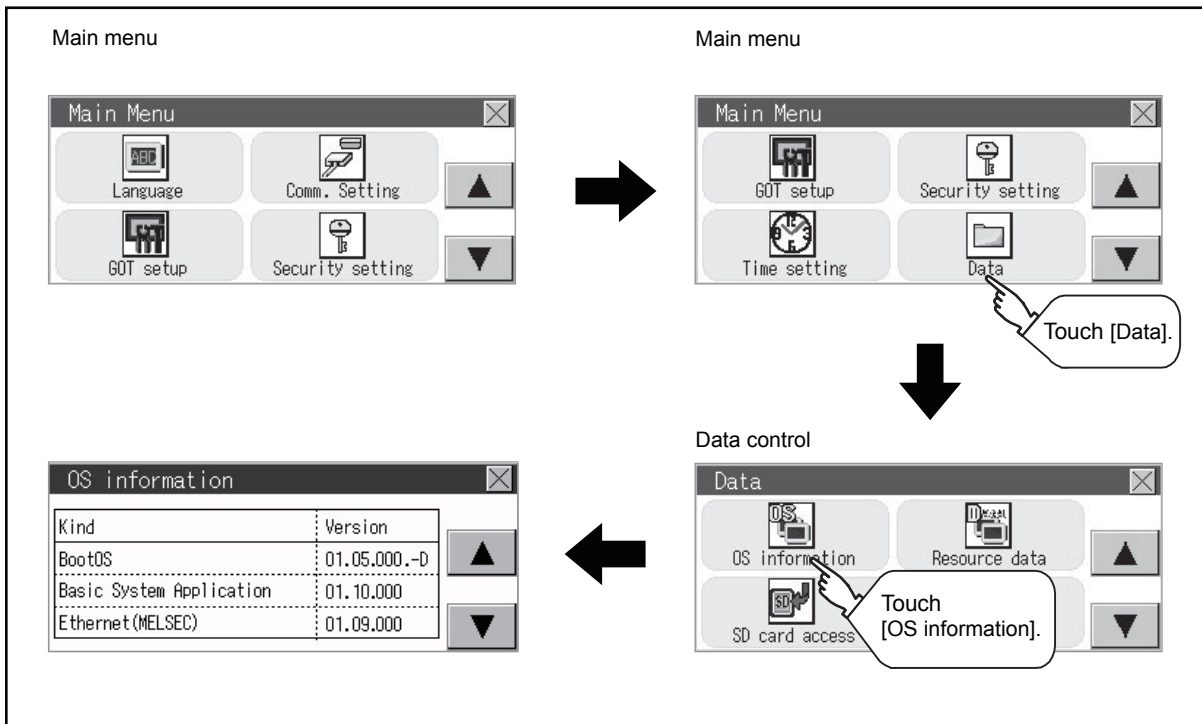 Main menu
Main Menu
Language
Comm. Setting
GOT setup
Security setting
Main menu
Main Menu
GOT setup
Security setting
Time setting
Data
Touch [Data].
Data control
Data
OS information
Resource data
SD card access
Touch
[OS information].
OS information
Kind Version
BootOS 01.05.000.-D
Basic System Application 01.10.000
Ethernet(MELSEC) 01.09.000